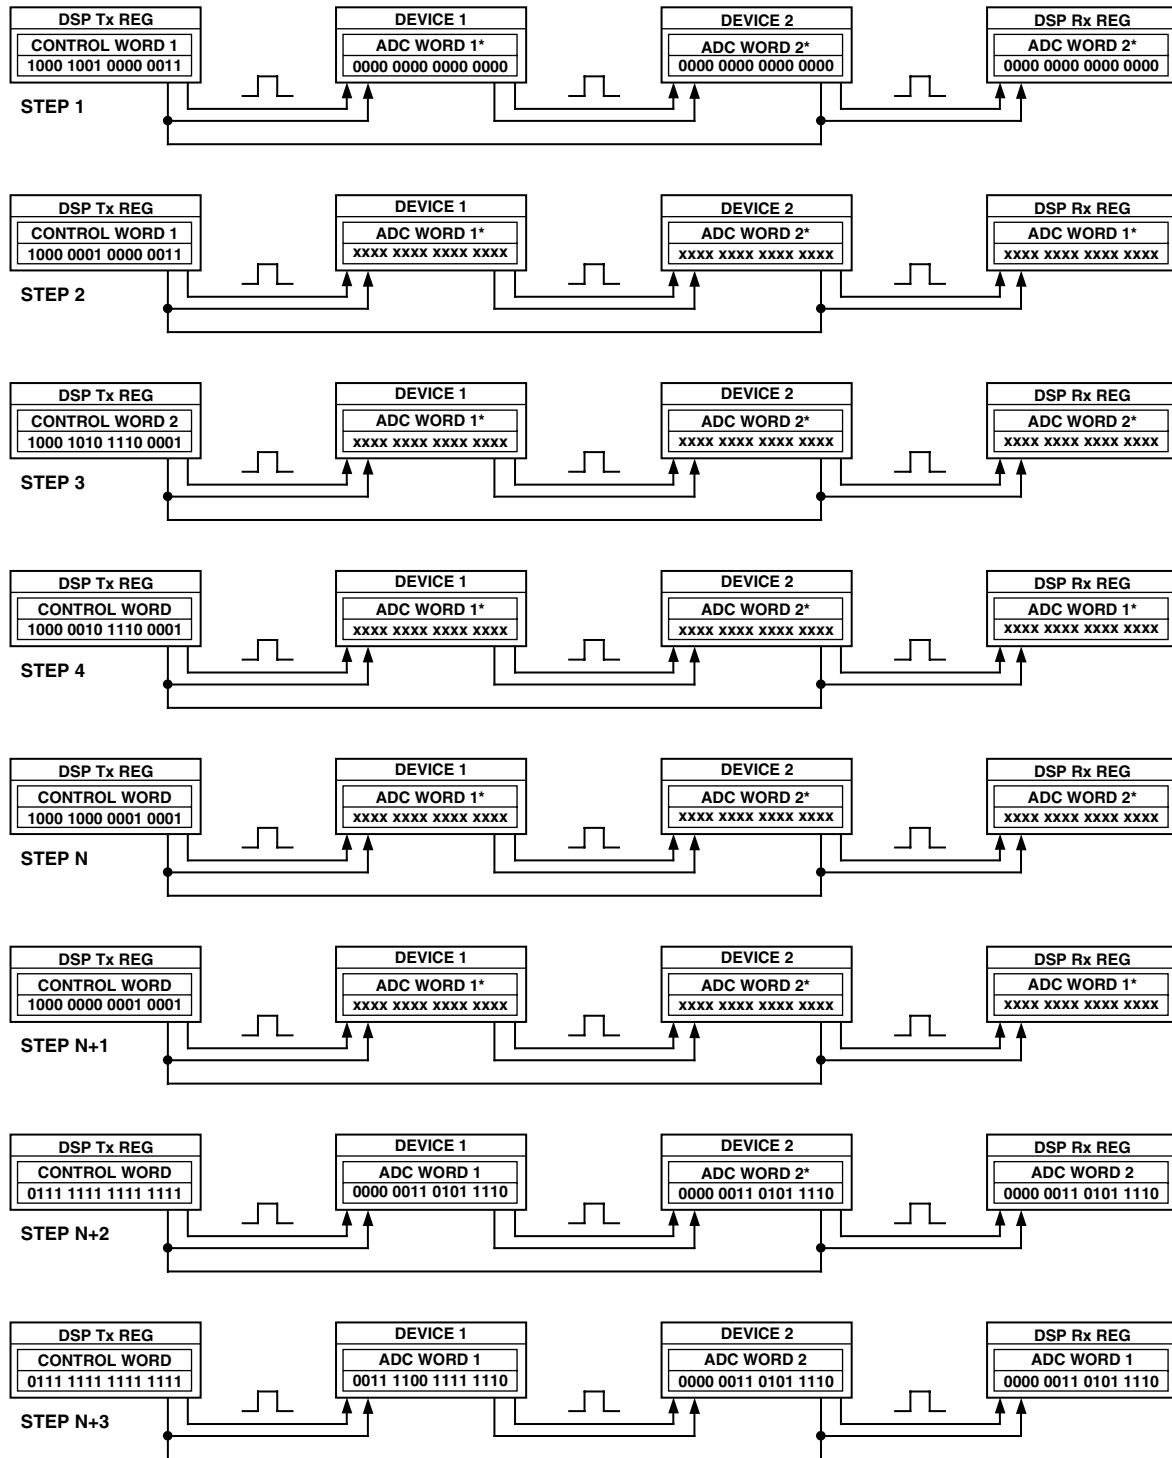 DSP Tx REG DEVICE 1 DEVICE 2 DSP Rx REG
CONTROL WORD 1 ADC WORD 1* ADC WORD 2* ADC WORD 2*
1000 1001 0000 0011 0000 0000 0000 0000 0000 0000 0000 0000 0000 0000 0000 0000
STEP 1
DSP Tx REG DEVICE 1 DEVICE 2 DSP Rx REG
CONTROL WORD 1 ADC WORD 1* ADC WORD 2* ADC WORD 1*
1000 0001 0000 0011 xxxx xxxx xxxx xxxx xxxx xxxx xxxx xxxx xxxx xxxx xxxx xxxx
STEP 2
DSP Tx REG DEVICE 1 DEVICE 2 DSP Rx REG
CONTROL WORD 2 ADC WORD 1* ADC WORD 2* ADC WORD 2*
1000 1010 1110 0001 xxxx xxxx xxxx xxxx xxxx xxxx xxxx xxxx xxxx xxxx xxxx xxxx
STEP 3
DSP Tx REG DEVICE 1 DEVICE 2 DSP Rx REG
CONTROL WORD ADC WORD 1* ADC WORD 2* ADC WORD 1*
1000 0010 1110 0001 xxxx xxxx xxxx xxxx xxxx xxxx xxxx xxxx xxxx xxxx xxxx xxxx
STEP 4
DSP Tx REG DEVICE 1 DEVICE 2 DSP Rx REG
CONTROL WORD ADC WORD 1* ADC WORD 2* ADC WORD 2*
1000 1000 0001 0001 xxxx xxxx xxxx xxxx xxxx xxxx xxxx xxxx xxxx xxxx xxxx xxxx
STEP N
DSP Tx REG DEVICE 1 DEVICE 2 DSP Rx REG
CONTROL WORD ADC WORD 1* ADC WORD 2* ADC WORD 1*
1000 0000 0001 0001 xxxx xxxx xxxx xxxx xxxx xxxx xxxx xxxx xxxx xxxx xxxx xxxx
STEP N+1
DSP Tx REG DEVICE 1 DEVICE 2 DSP Rx REG
CONTROL WORD ADC WORD 1 ADC WORD 2* ADC WORD 2
0111 1111 1111 1111 0000 0011 0101 1110 0000 0011 0101 1110 0000 0011 0101 1110
STEP N+2
DSP Tx REG DEVICE 1 DEVICE 2 DSP Rx REG
CONTROL WORD ADC WORD 1 ADC WORD 2 ADC WORD 1
0111 1111 1111 1111 0011 1100 1111 1110 0000 0011 0101 1110 0000 0011 0101 1110
STEP N+3